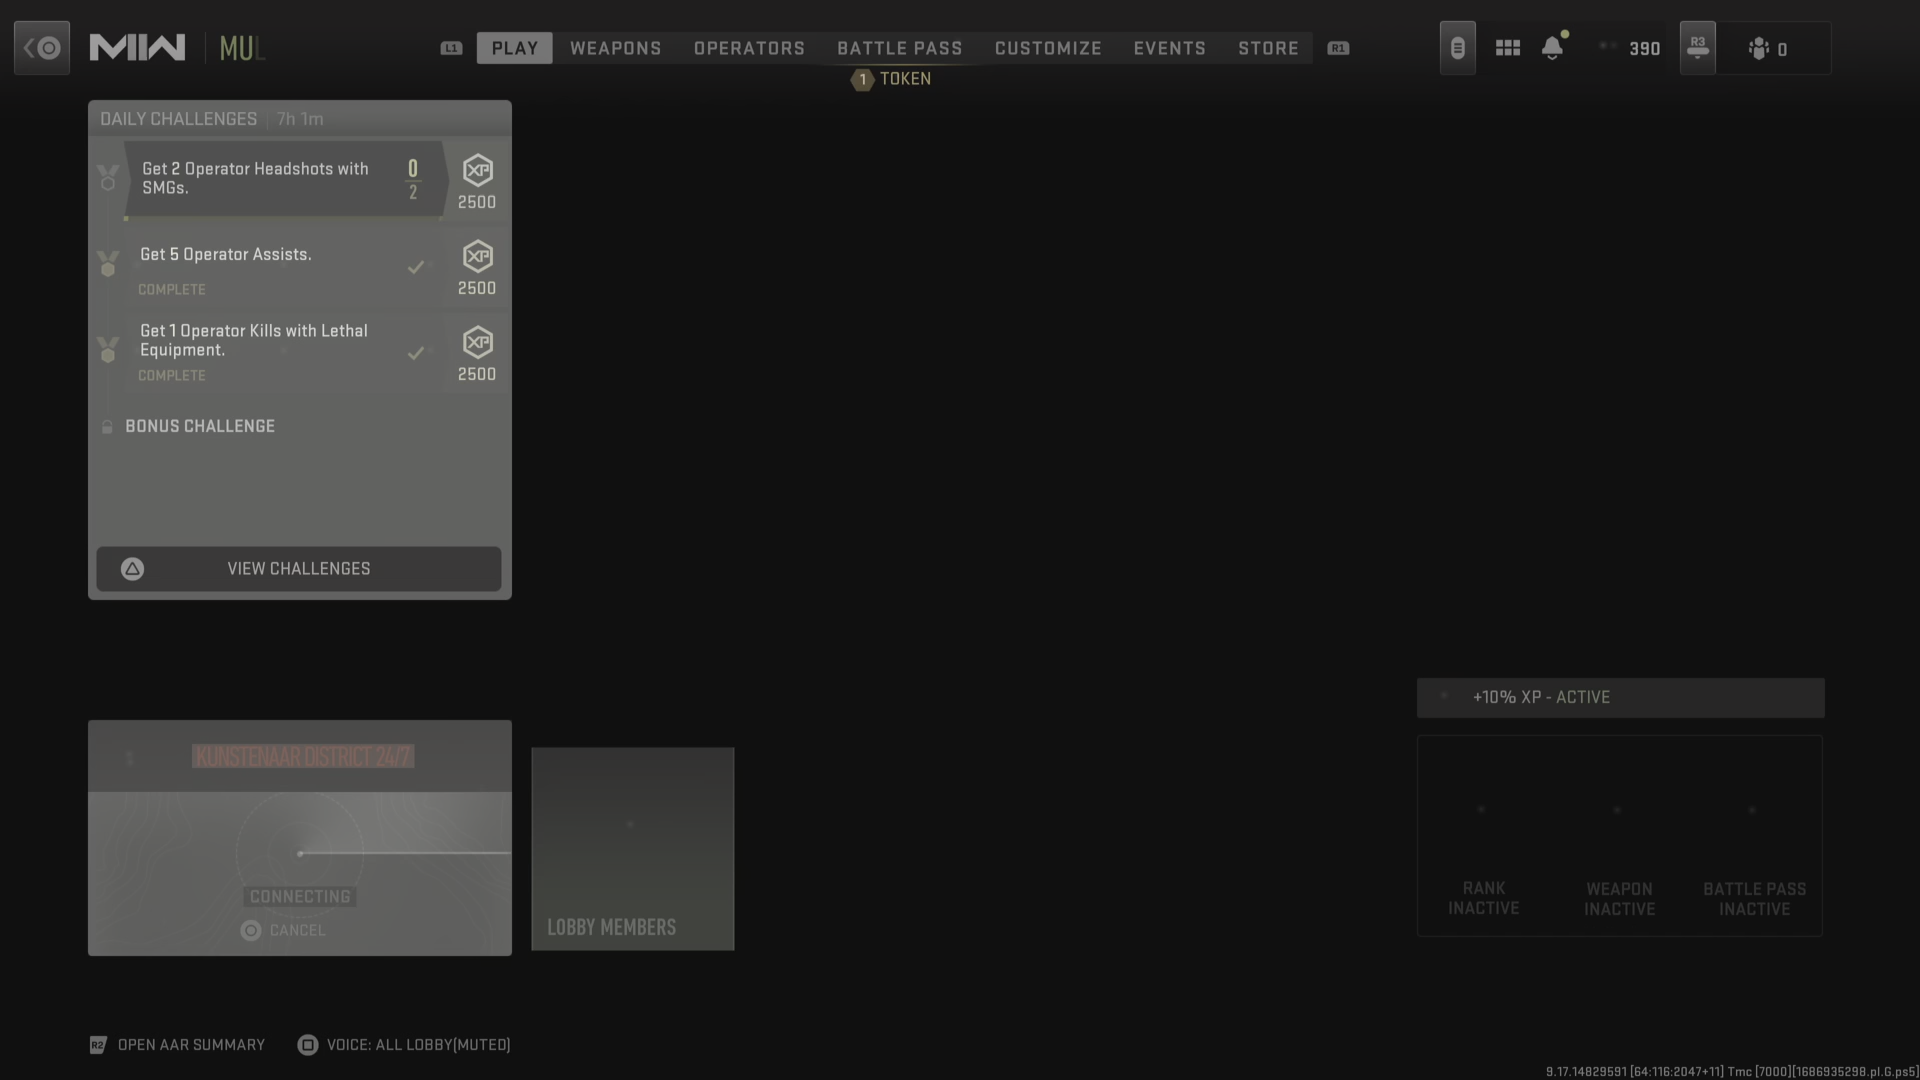 MW
MUL
L1
PLAY
WEAPONS
OPERATORS
BATTLE PASS
CUSTOMIZE
EVENTS
STORE
R1
390
R3
0
1 TOKEN
DAILY CHALLENGES 7h 1m
Get 2 Operator Headshots with
SMGs.
0
2
XP
2500
Get 5 Operator Assists.
COMPLETE
XP
2500
Get 1 Operator Kills with Lethal
Equipment.
COMPLETE
XP
2500
BONUS CHALLENGE
VIEW CHALLENGES
+10% XP - ACTIVE
KUNSTENAAR DISTRICT 24/7
CONNECTING
CANCEL
LOBBY MEMBERS
RANK
INACTIVE
WEAPON
INACTIVE
BATTLE PASS
INACTIVE
R2 OPEN AAR SUMMARY
VOICE: ALL LOBBY(MUTED)
9.17.14829591 [64:116:2047+11] Tmc [7000][1686935298.pl.G.ps5]